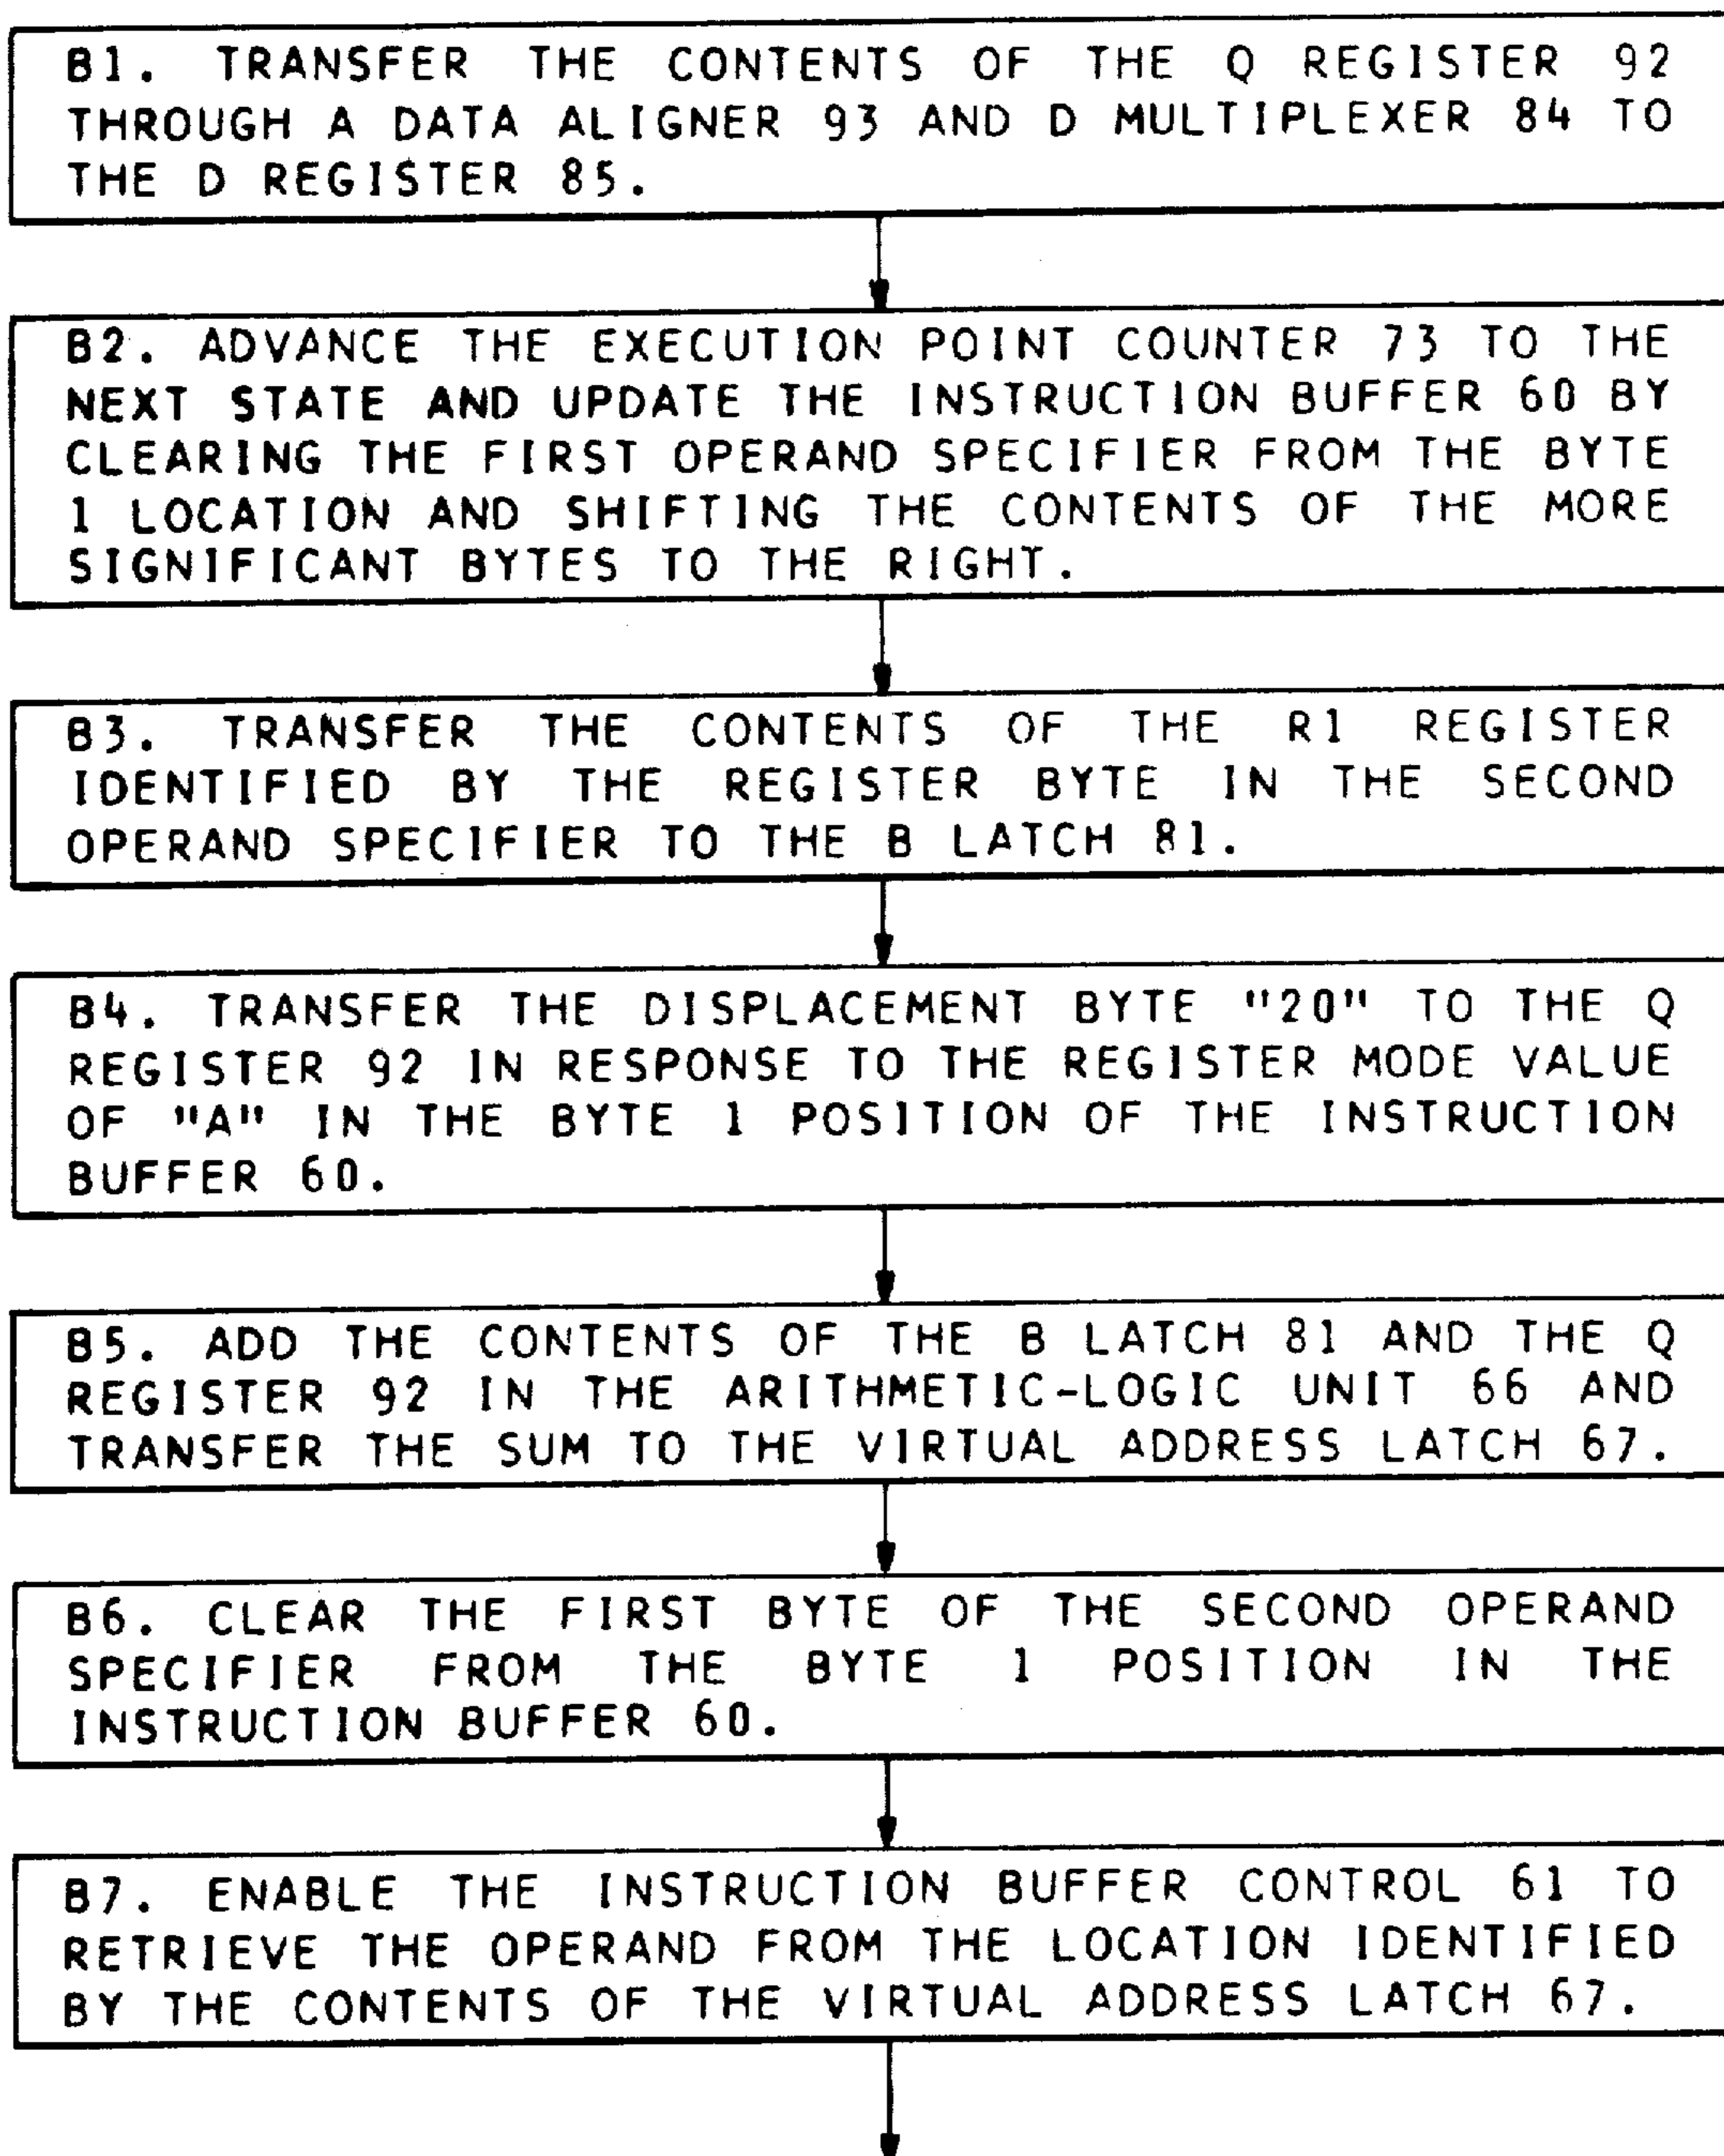 B1. TRANSFER THE CONTENTS OF THE Q REGISTER 92
THROUGH A DATA ALIGNER 93 AND D MULTIPLEXER 84 TO
THE D REGISTER 85.
B2. ADVANCE THE EXECUTION POINT COUNTER 73 TO THE
NEXT STATE AND UPDATE THE INSTRUCTION BUFFER 60 BY
CLEARING THE FIRST OPERAND SPECIFIER FROM THE BYTE
1 LOCATION AND SHIFTING THE CONTENTS OF THE MORE
SIGNIFICANT BYTES TO THE RIGHT.
B3. TRANSFER THE CONTENTS OF THE R1 REGISTER
IDENTIFIED BY THE REGISTER BYTE IN THE SECOND
OPERAND SPECIFIER TO THE B LATCH 81.
B4. TRANSFER THE DISPLACEMENT BYTE "20" TO THE Q
REGISTER 92 IN RESPONSE TO THE REGISTER MODE VALUE
OF "A" IN THE BYTE 1 POSITION OF THE INSTRUCTION
BUFFER 60.
B5. ADD THE CONTENTS OF THE B LATCH 81 AND THE Q
REGISTER 92 IN THE ARITHMETIC-LOGIC UNIT 66 AND
TRANSFER THE SUM TO THE VIRTUAL ADDRESS LATCH 67.
B6. CLEAR THE FIRST BYTE OF THE SECOND OPERAND
SPECIFIER FROM THE BYTE 1 POSITION IN THE
INSTRUCTION BUFFER 60.
B7. ENABLE THE INSTRUCTION BUFFER CONTROL 61 TO
RETRIEVE THE OPERAND FROM THE LOCATION IDENTIFIED
BY THE CONTENTS OF THE VIRTUAL ADDRESS LATCH 67.